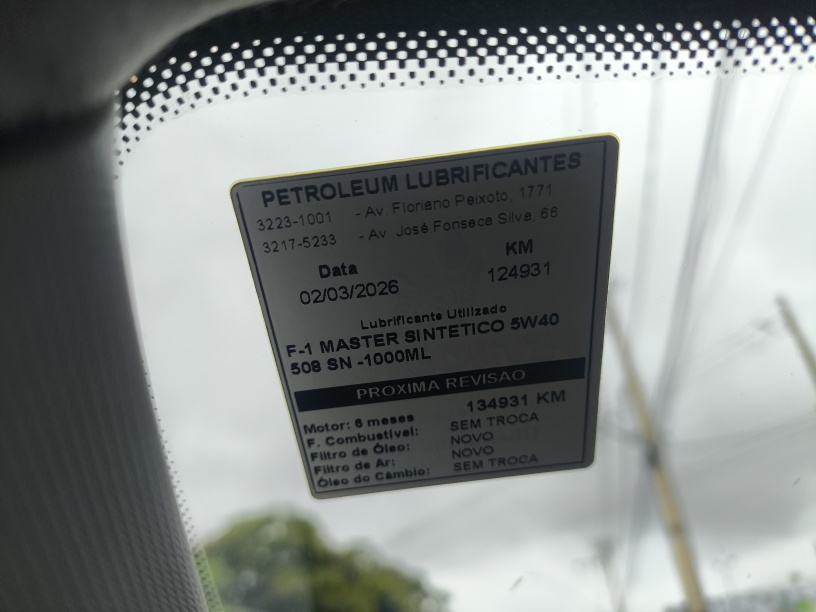 PETROLEUM LUBRIFICANTES
3223-1001 - Av. Floriano Peixoto, 1771
3217-5233 - Av. José Fonseca Silva, 66
Data KM
02/03/2026 124931
Lubrificante Utilizado
F-1 MASTER SINTETICO 5W40
508 SN -1000ML
PROXIMA REVISAO
Motor: 6 meses 134931 KM
F. Combustível: SEM TROCA
Filtro de Óleo: NOVO
Filtro de Ar: NOVO
Óleo do Câmbio: SEM TROCA